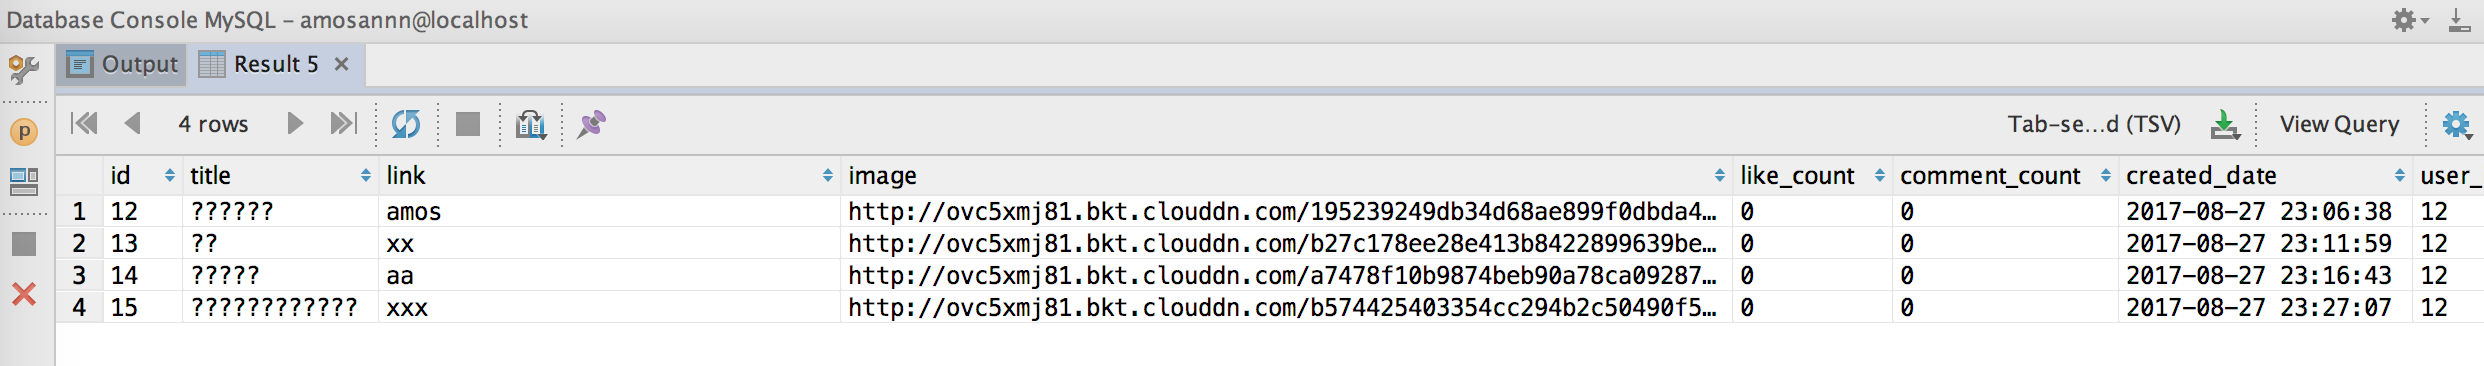 Database Console MySQL – amosannn@localhost
Output Result 5
4 rows Tab-se...d (TSV) View Query
id title link image like_count comment_count created_date user_
1 12 ?????? amos http://ovc5xmj81.bkt.clouddn.com/195239249db34d68ae899f0dbda4... 0 0 2017-08-27 23:06:38 12
2 13 ?? xx http://ovc5xmj81.bkt.clouddn.com/b27c178ee28e413b8422899639be... 0 0 2017-08-27 23:11:59 12
3 14 ????? aa http://ovc5xmj81.bkt.clouddn.com/a7478f10b9874beb90a78ca09287... 0 0 2017-08-27 23:16:43 12
4 15 ???????????? xxx http://ovc5xmj81.bkt.clouddn.com/b574425403354cc294b2c50490f5... 0 0 2017-08-27 23:27:07 12
p